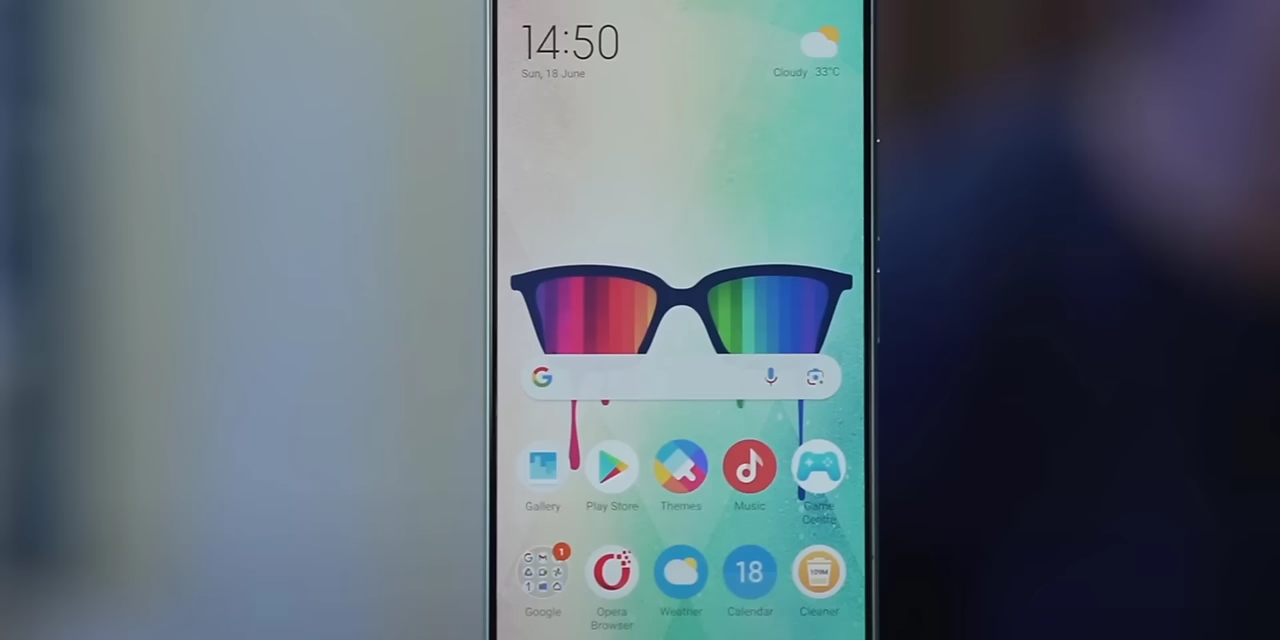 14:50
Sun, 18 June
Cloudy 33°C
Gallery
Play Store
Themes
Music
Game
Centre
1
Google
Opera
Browser
18
Weather
Calendar
Cleaner